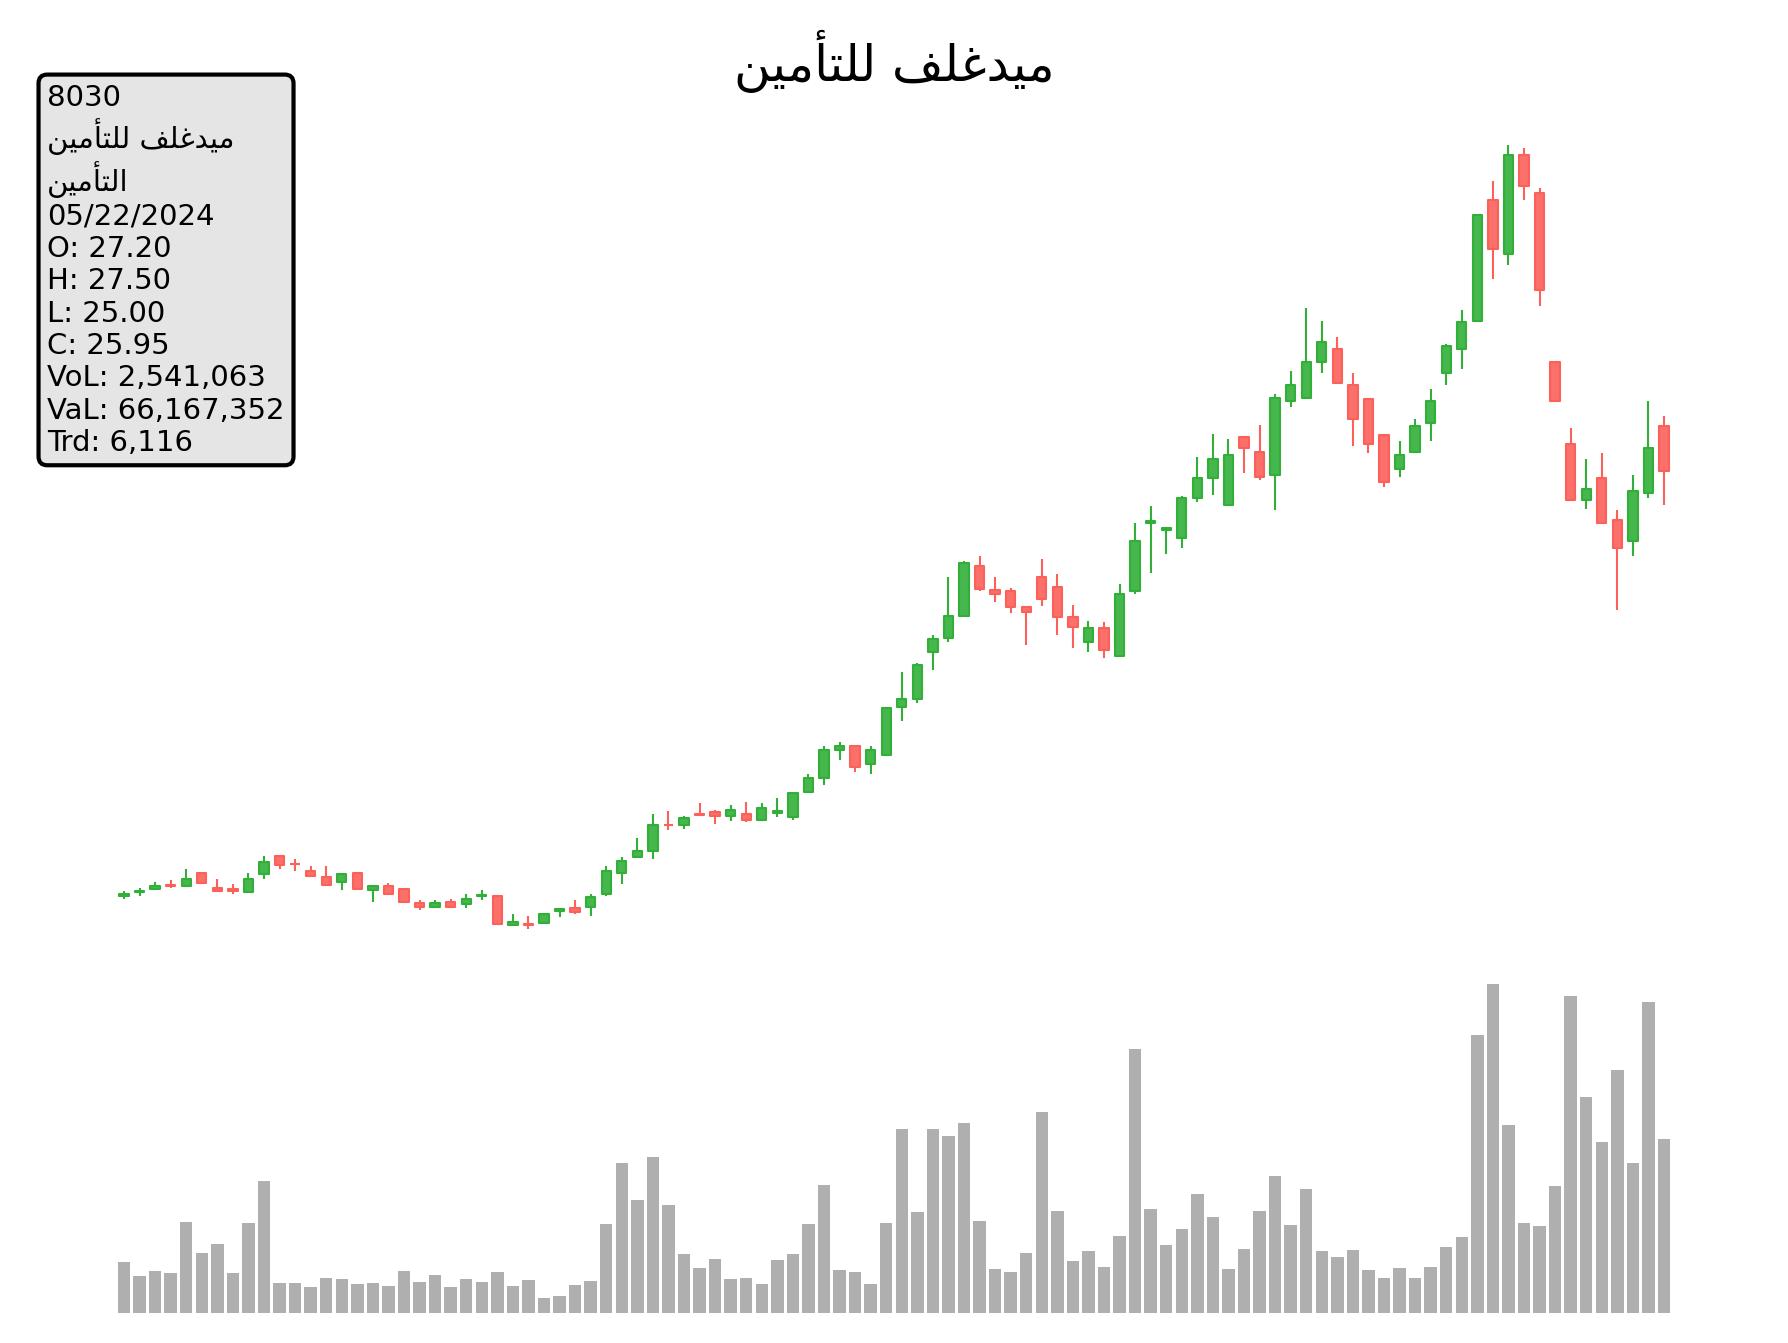 ميدغلف للتأمين
8030
ميدغلف للتأمين
التأمين
05/22/2024
O: 27.20
H: 27.50
L: 25.00
C: 25.95
VoL: 2,541,063
VaL: 66,167,352
Trd: 6,116